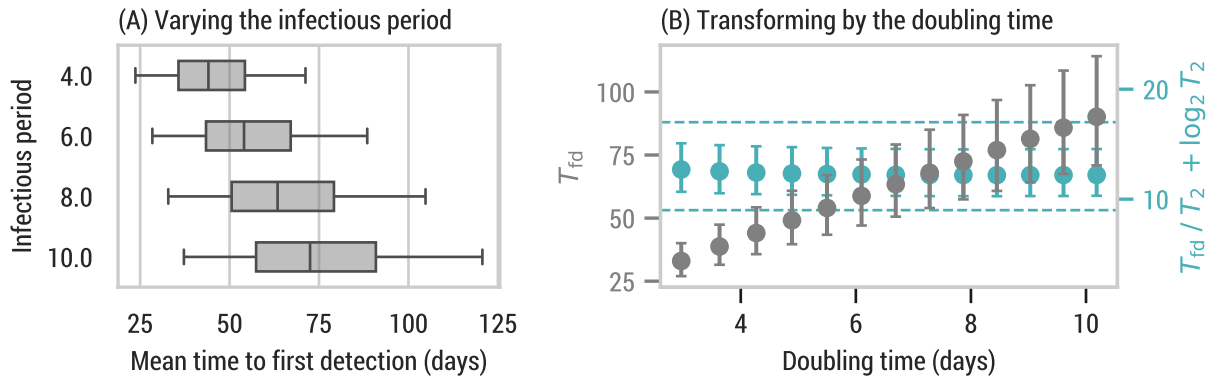 (A) Varying the infectious period
Infectious period
4.0
6.0
8.0
10.0
25 50 75 100 125
Mean time to first detection (days)
(B) Transforming by the doubling time
T_fd
100
75
50
25
20
10
T_fd / T_2 + log_2 T_2
4 6 8 10
Doubling time (days)